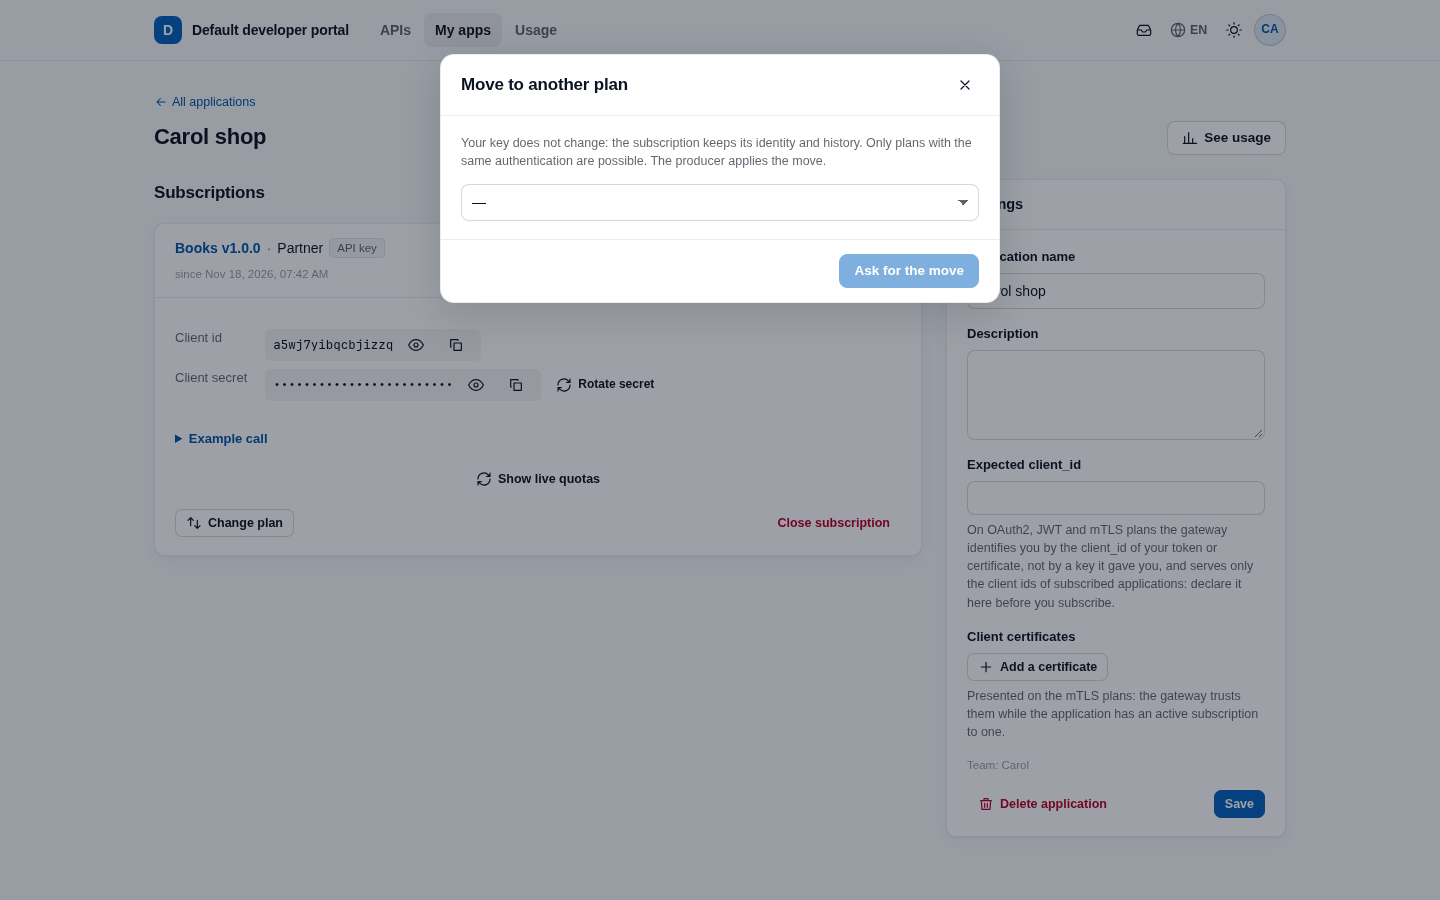 D
Default developer portal
APIs
My apps
Usage
EN
CA
Move to another plan
Your key does not change: the subscription keeps its identity and history. Only plans with the
same authentication are possible. The producer applies the move.
—
Ask for the move
All applications
Carol shop
See usage
Subscriptions
Books v1.0.0 · Partner API key
since Nov 18, 2026, 07:42 AM
Client id
a5wj7yibqcbjizzq
Client secret
••••••••••••••••••••••••
Rotate secret
Example call
Show live quotas
Change plan
Close subscription
ol shop
Description
Expected client_id
On OAuth2, JWT and mTLS plans the gateway
identifies you by the client_id of your token or
certificate, not by a key it gave you, and serves only
the client ids of subscribed applications: declare it
here before you subscribe.
Client certificates
Add a certificate
Presented on the mTLS plans: the gateway trusts
them while the application has an active subscription
to one.
Team: Carol
Delete application
Save